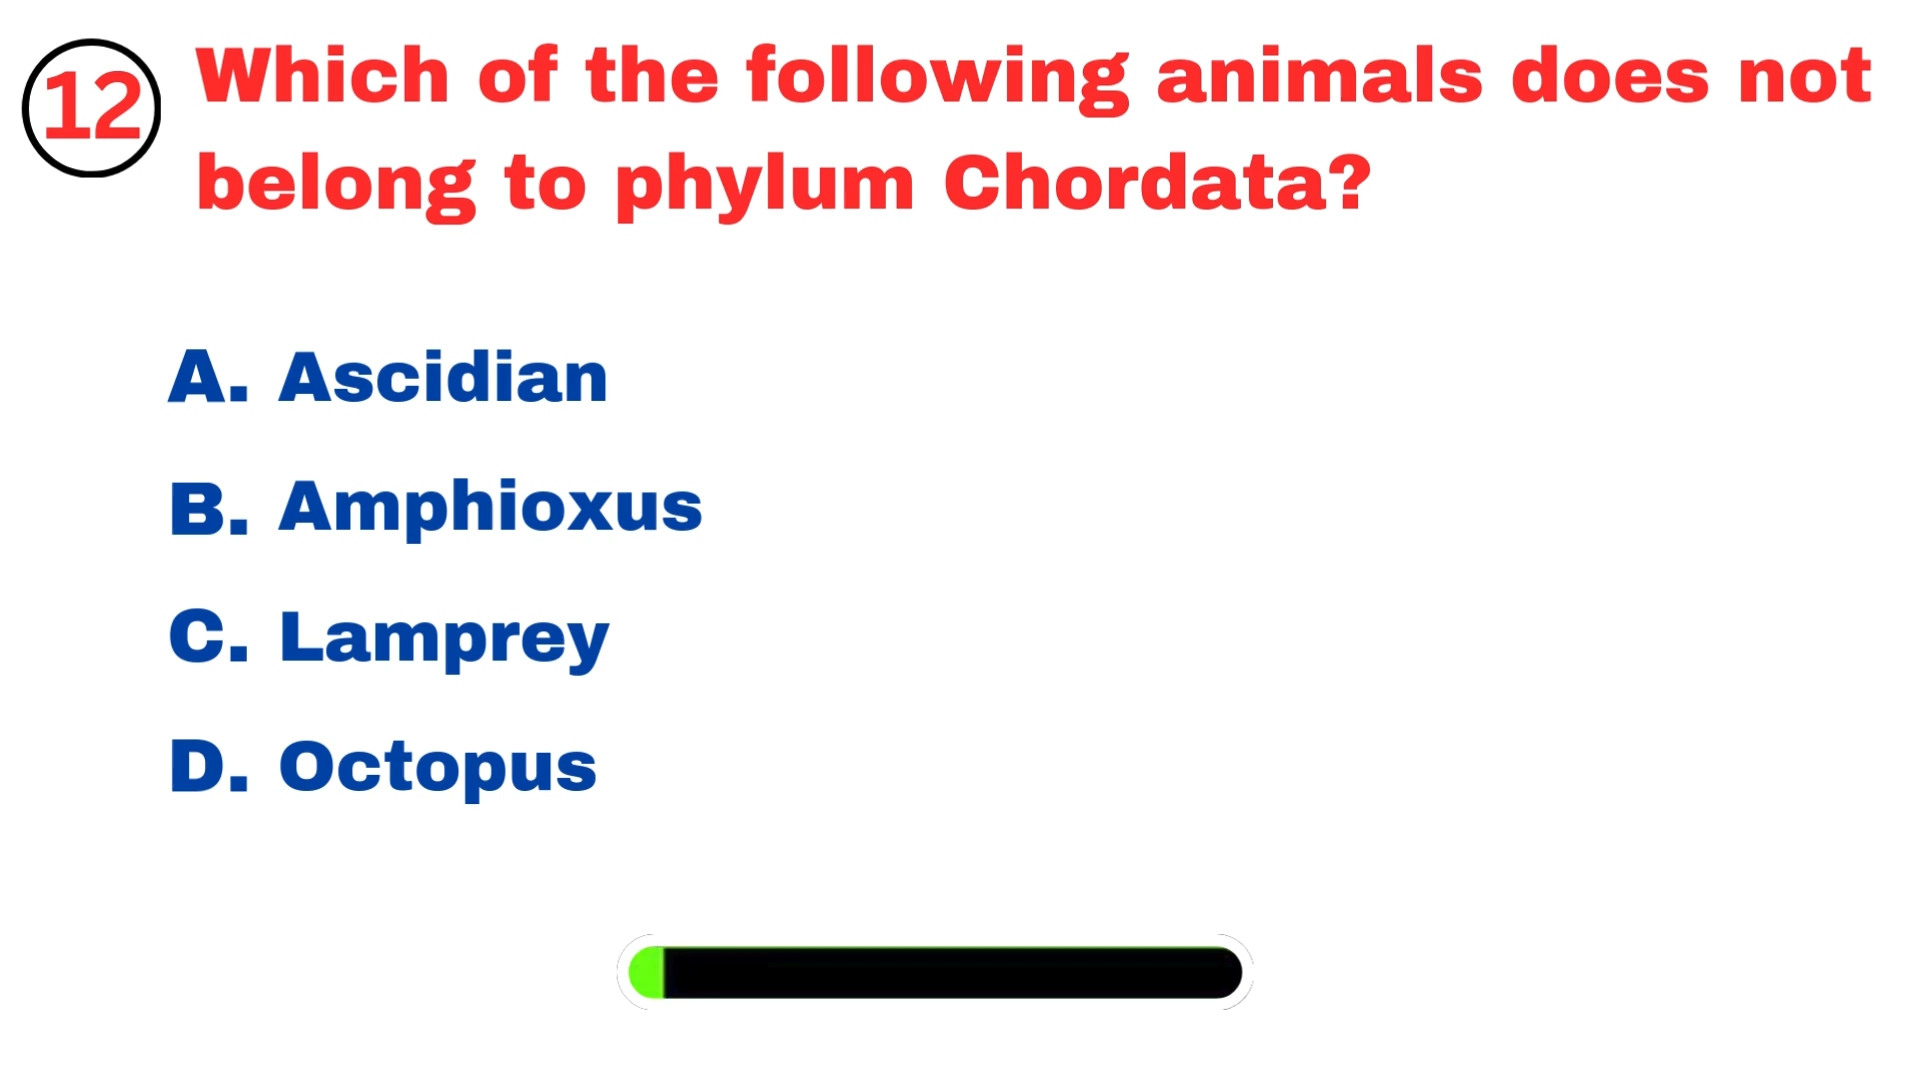 12
Which of the following animals does not
belong to phylum Chordata?
A. Ascidian
B. Amphioxus
C. Lamprey
D. Octopus